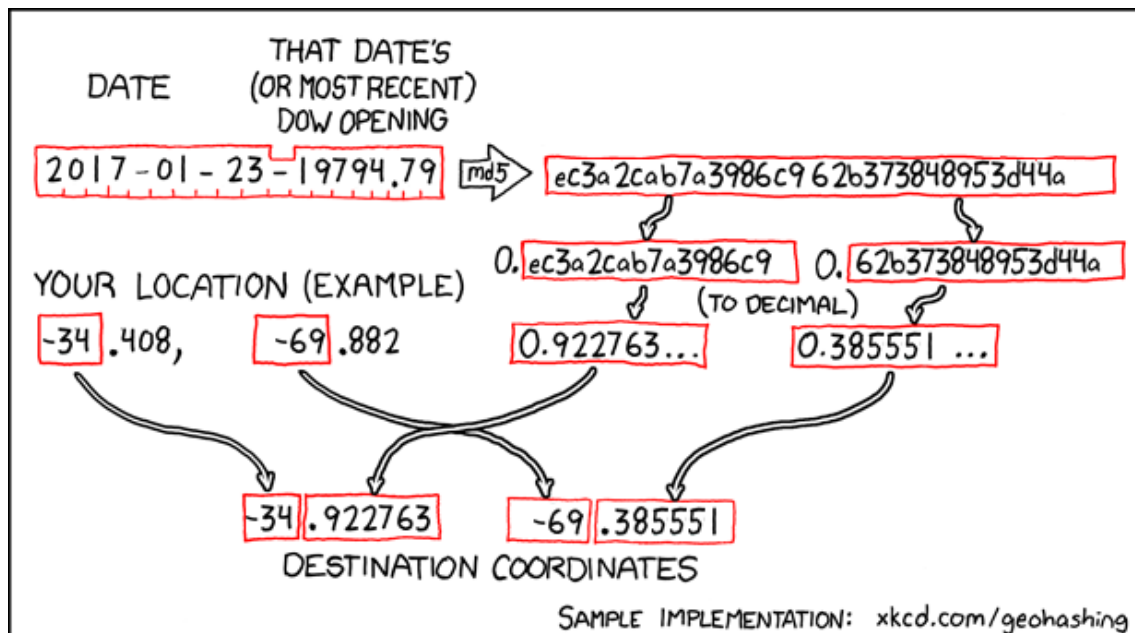 DATE
THAT DATE'S
(OR MOST RECENT)
DOW OPENING
2017-01-23-19794.79
md5
ec3a2cab7a3986c962b373848953d44a
0.ec3a2cab7a3986c9
0.62b373848953d44a
(TO DECIMAL)
YOUR LOCATION (EXAMPLE)
-34.408, -69.882
0.922763...
0.385551...
-34.922763
-69.385551
DESTINATION COORDINATES
SAMPLE IMPLEMENTATION: xkcd.com/geohashing